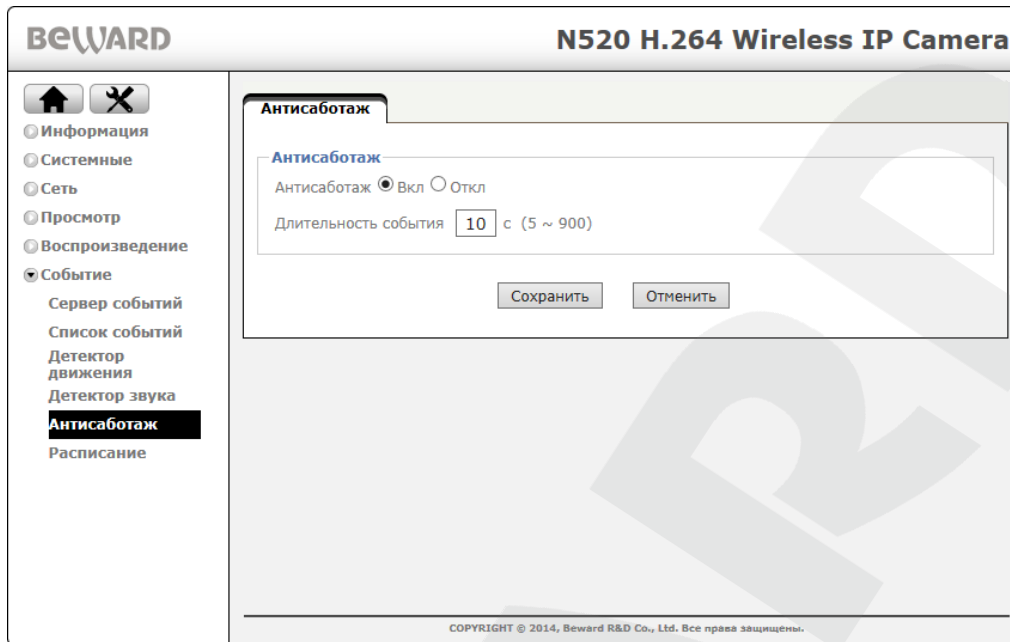 BEWARD
N520 H.264 Wireless IP Camera
Информация
Системные
Сеть
Просмотр
Воспроизведение
Событие
Сервер событий
Список событий
Детектор
движения
Детектор звука
Антисаботаж
Расписание
Антисаботаж
Антисаботаж
Антисаботаж Вкл Откл
Длительность события 10 с (5 ~ 900)
Сохранить Отменить
COPYRIGHT © 2014, Beward R&D Co., Ltd. Все права защищены.